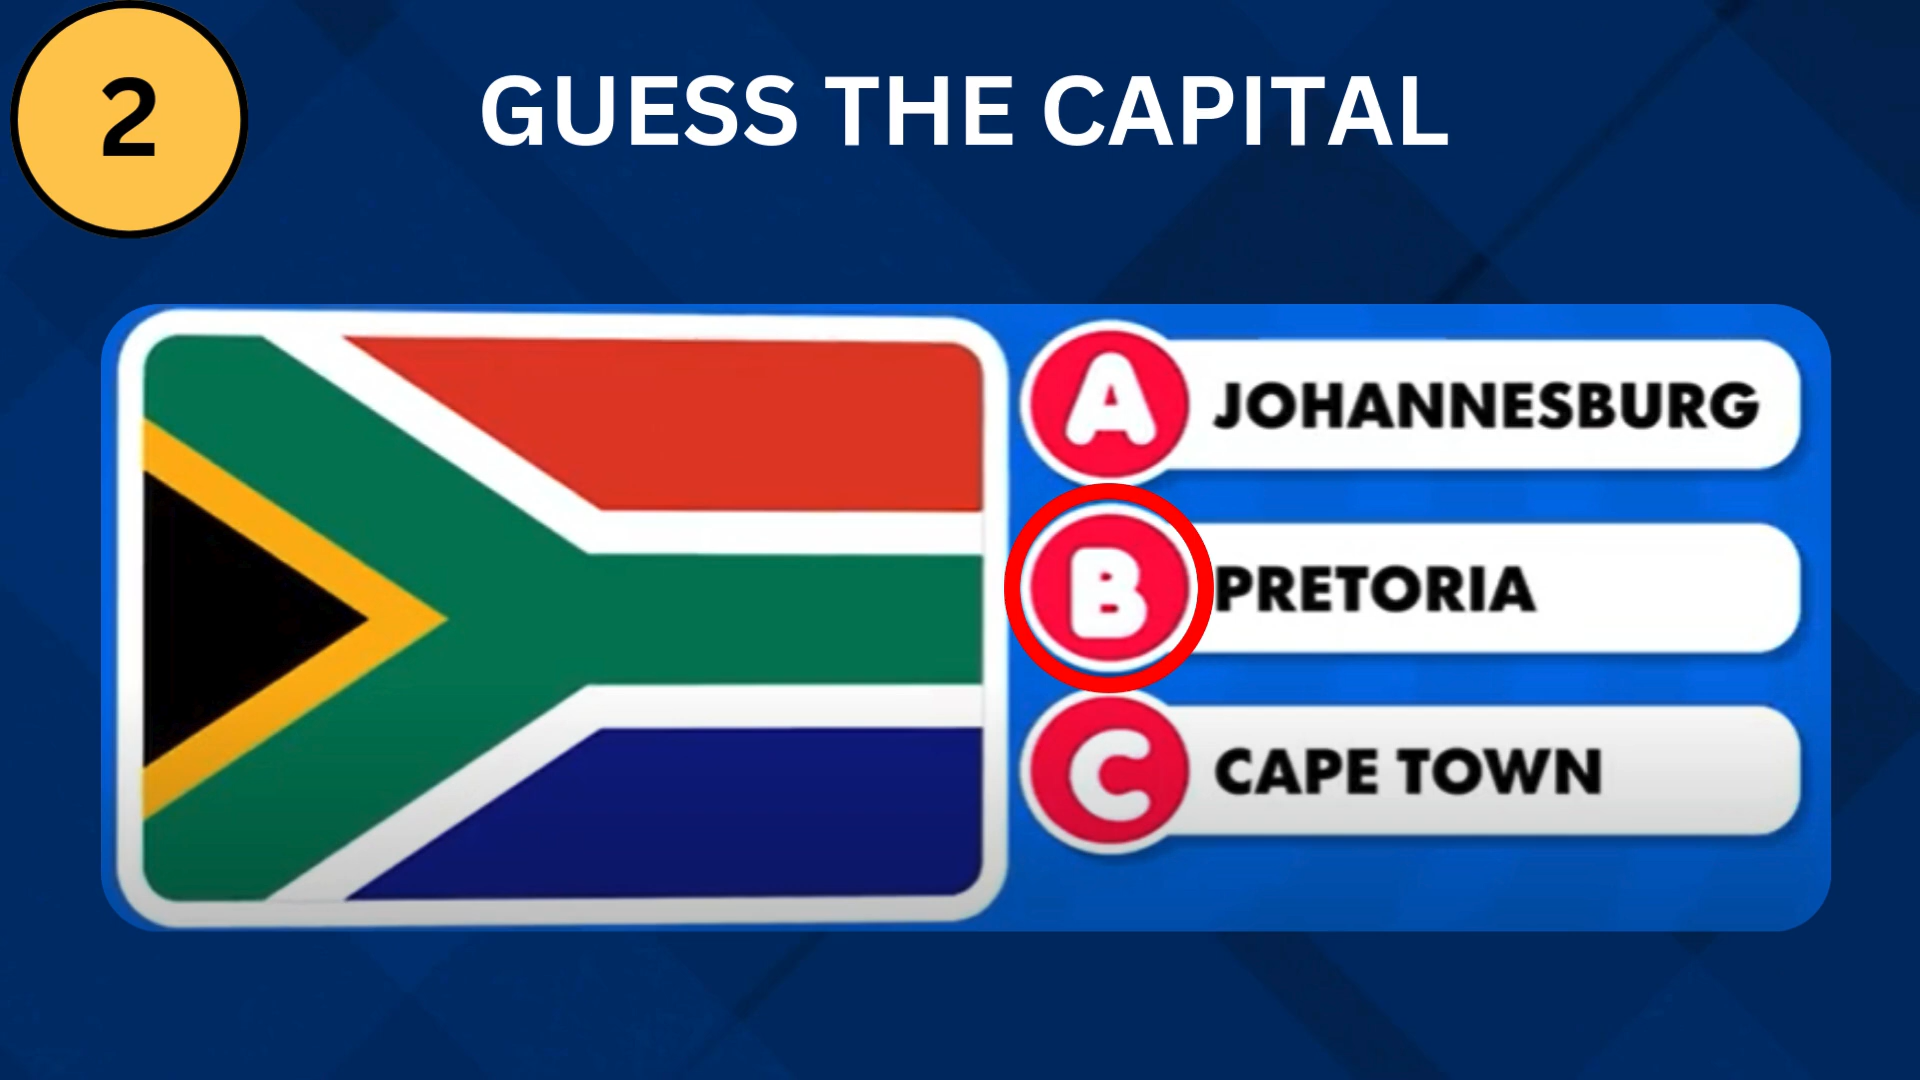 2
GUESS THE CAPITAL
A JOHANNESBURG
B PRETORIA
C CAPE TOWN